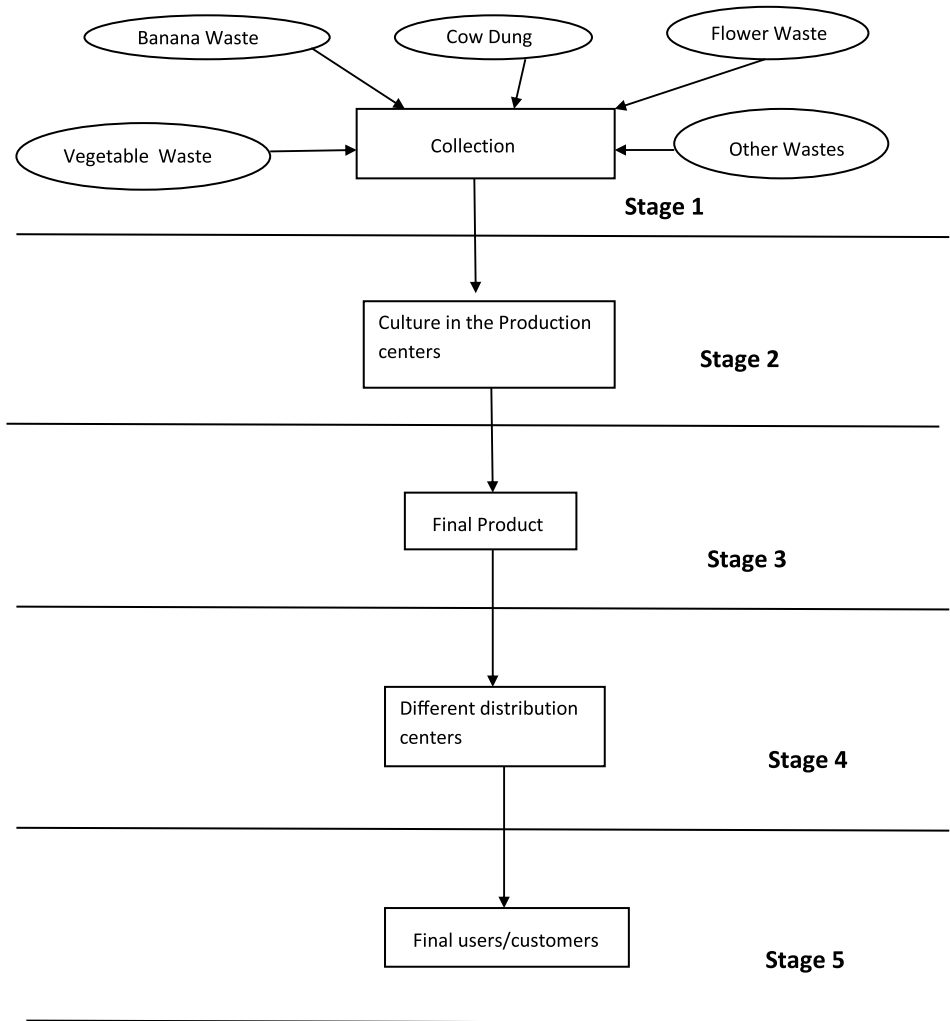 Banana Waste
Cow Dung
Flower Waste
Vegetable Waste
Collection
Other Wastes
Stage 1
Culture in the Production
centers
Stage 2
Final Product
Stage 3
Different distribution
centers
Stage 4
Final users/customers
Stage 5